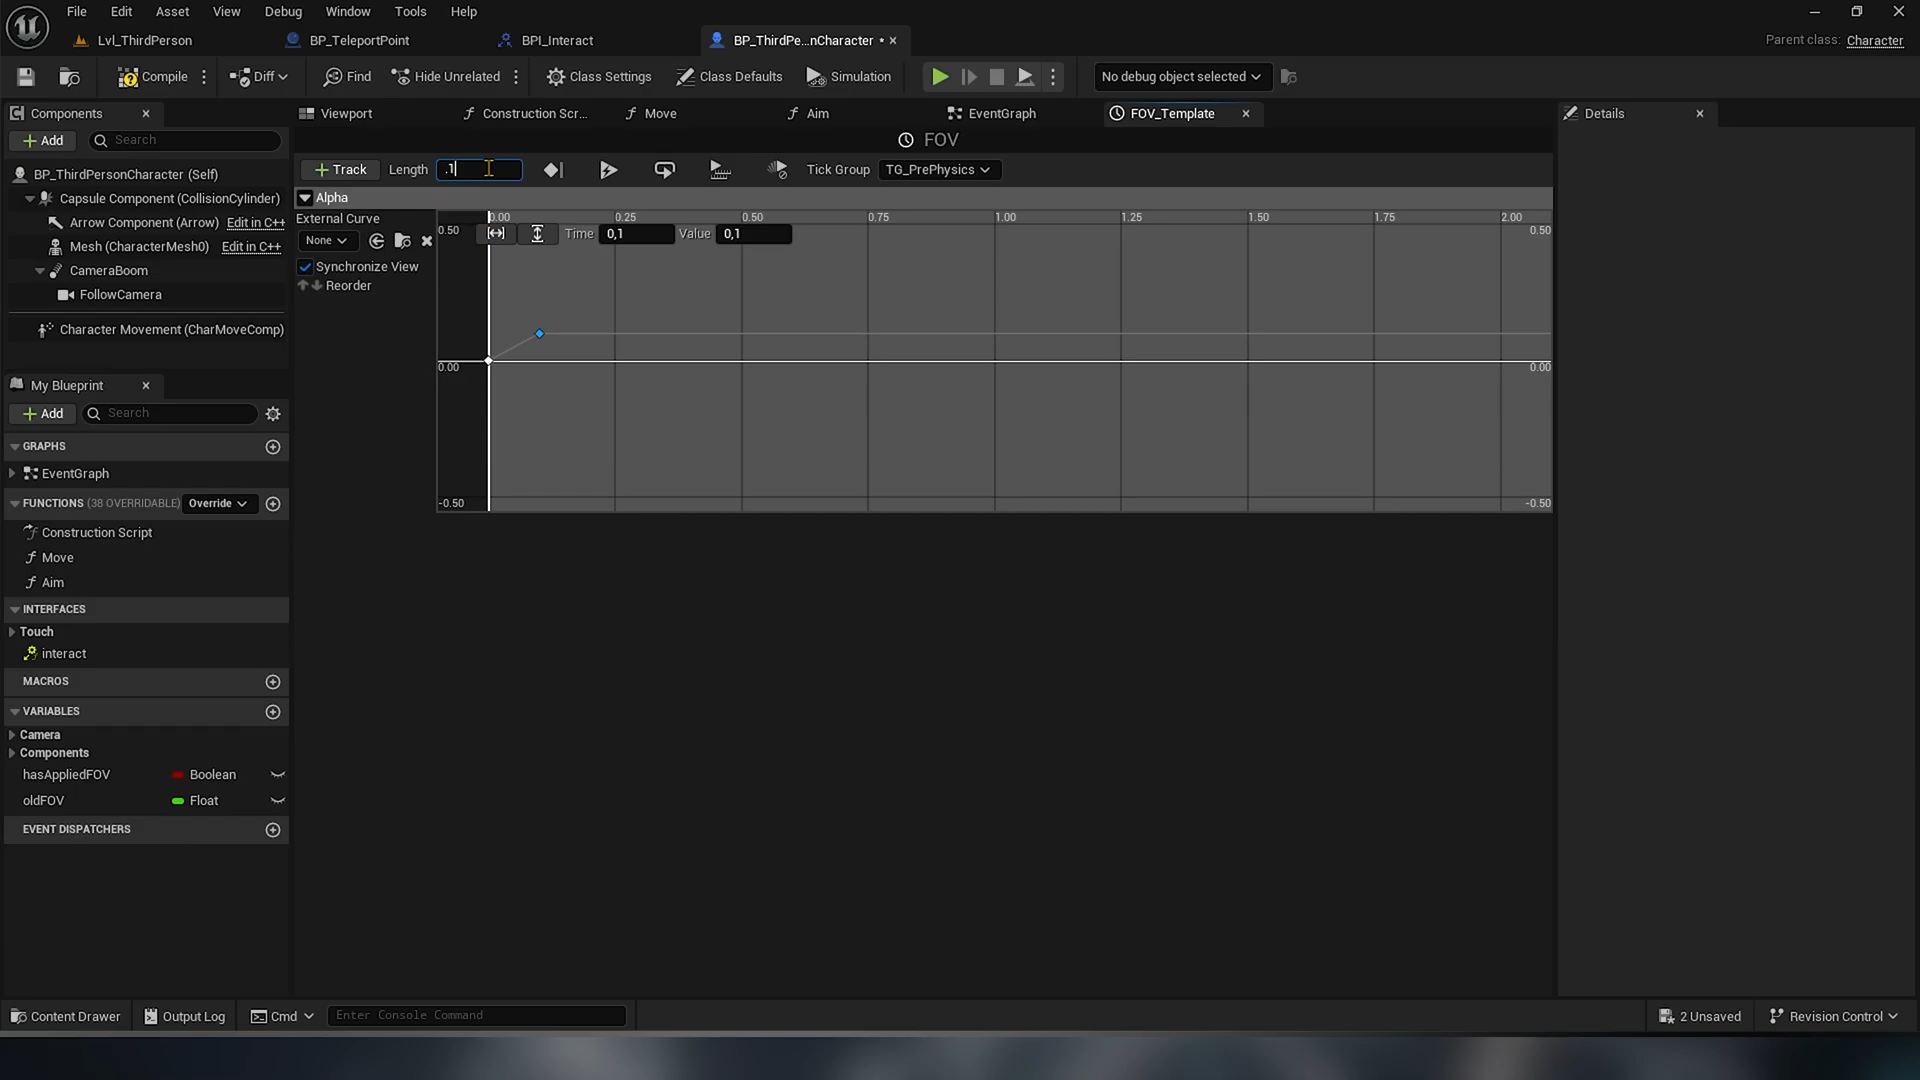 File Edit Asset View Debug Window Tools Help
Lvl_ThirdPerson BP_TeleportPoint BPI_Interact BP_ThirdPe...nCharacter • Parent class: Character
Compile Diff Find Hide Unrelated Class Settings Class Defaults Simulation No debug object selected
Components Viewport Construction Scr... Move Aim EventGraph FOV_Template Details
Add Search FOV
Track Length .1 Tick Group TG_PrePhysics
BP_ThirdPersonCharacter (Self)
Capsule Component (CollisionCylinder)
Arrow Component (Arrow) Edit in C++
Mesh (CharacterMesh0) Edit in C++
CameraBoom
FollowCamera
Character Movement (CharMoveComp)
Alpha
External Curve
None
Synchronize View
Reorder
0.00 0.25 0.50 0.75 1.00 1.25 1.50 1.75 2.00
0.50 Time 0,1 Value 0,1 0.50
0.00 0.00
-0.50 -0.50
My Blueprint
Add Search
GRAPHS
EventGraph
FUNCTIONS (38 OVERRIDABLE) Override
Construction Script
Move
Aim
INTERFACES
Touch
interact
MACROS
VARIABLES
Camera
Components
hasAppliedFOV Boolean
oldFOV Float
EVENT DISPATCHERS
Content Drawer Output Log Cmd Enter Console Command 2 Unsaved Revision Control